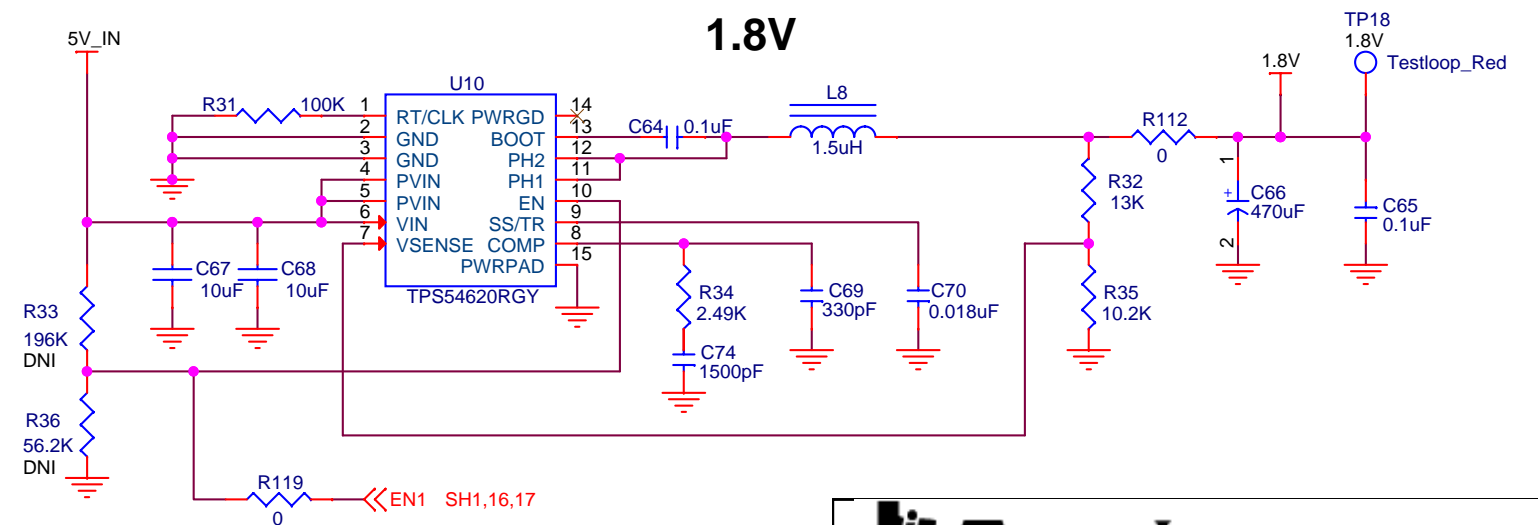 1.8V
5V_IN
TP18
1.8V
Testloop_Red
1.8V
U10
L8
1.5uH
R31
100K
1
RT/CLK
PWRGD
14
2
GND
BOOT
13
3
GND
PH2
12
4
PVIN
PH1
11
5
PVIN
EN
10
6
VIN
SS/TR
9
7
VSENSE
COMP
8
PWRPAD
15
TPS54620RGY
C64
0.1uF
R112
0
R32
13K
1
+
C66
470uF
2
C65
0.1uF
C67
10uF
C68
10uF
R33
196K
DNI
R34
2.49K
C69
330pF
C70
0.018uF
R35
10.2K
C74
1500pF
R36
56.2K
DNI
R119
0
EN1 SH1,16,17